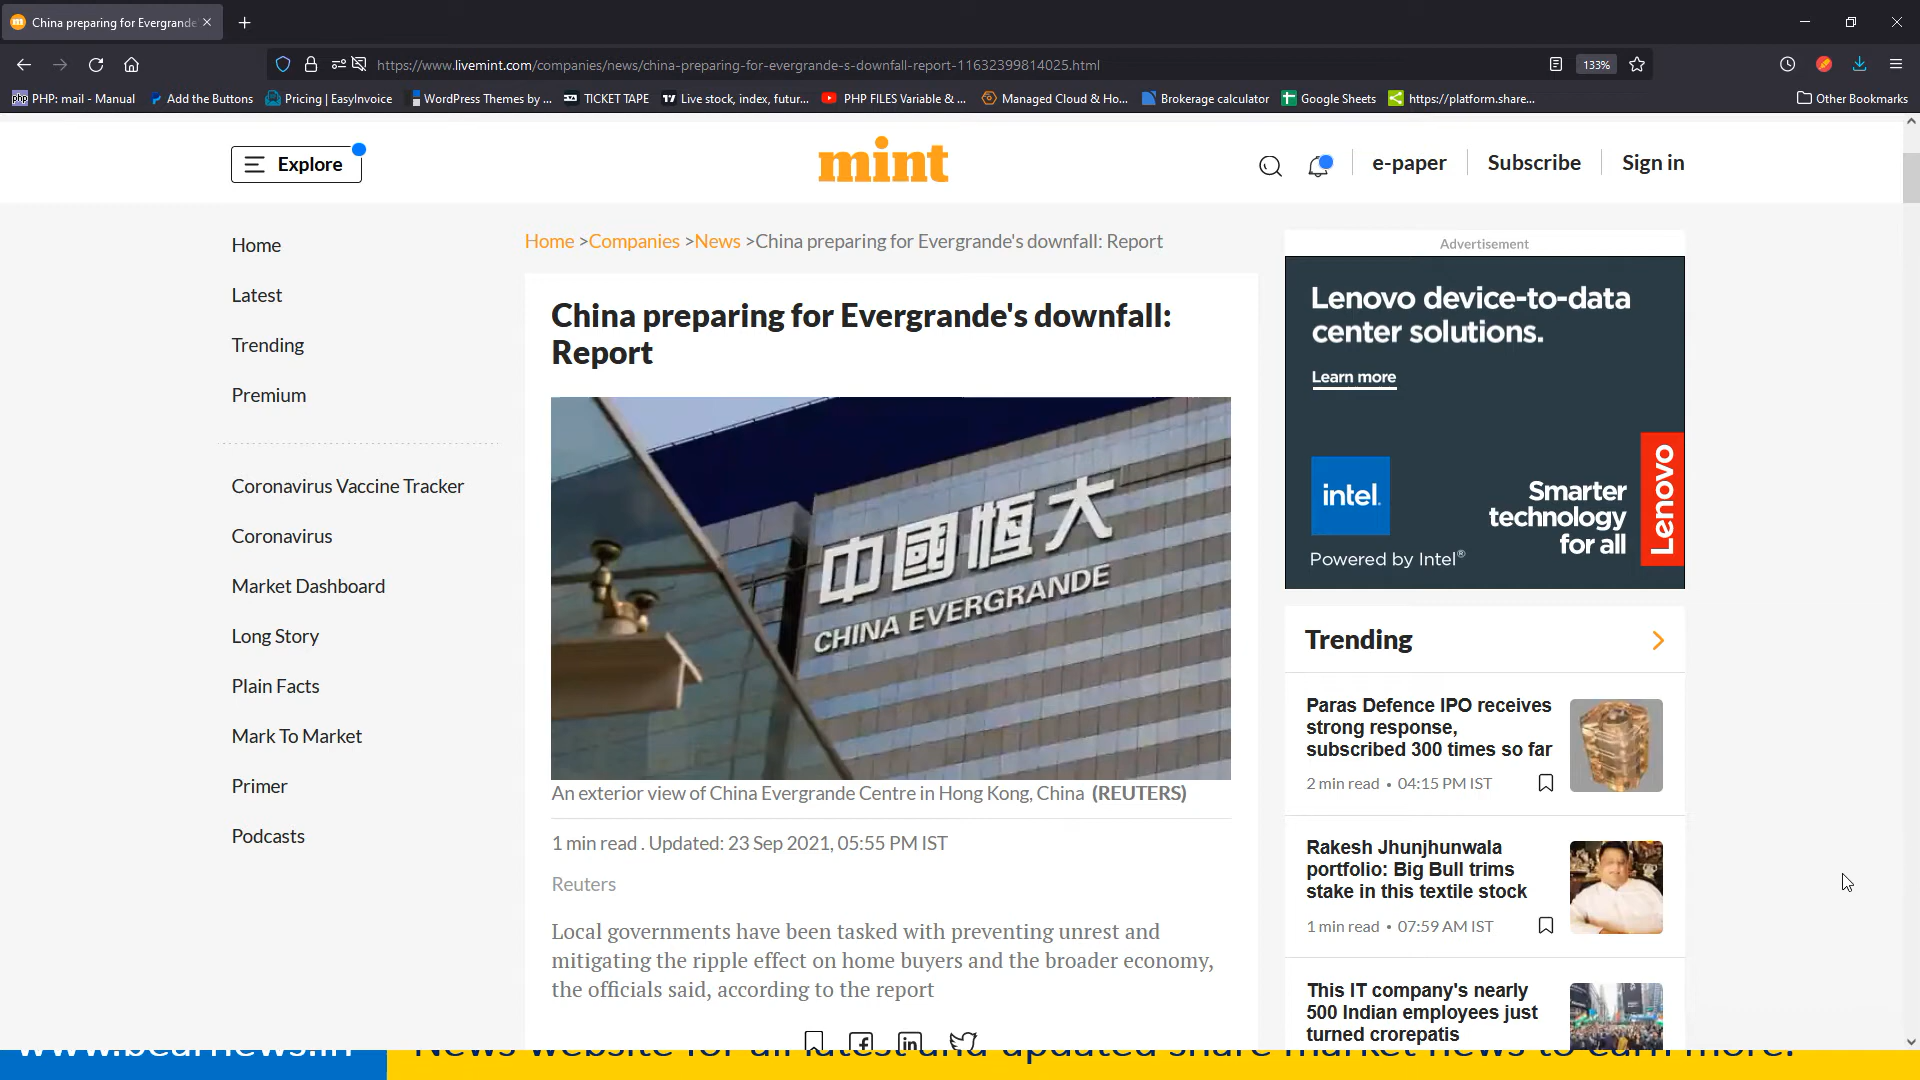 China preparing for Evergrande
https://www.livemint.com/companies/news/china-preparing-for-evergrande-s-downfall-report-11632399814025.html
133%
php PHP: mail - Manual
Add the Buttons
Pricing | EasyInvoice
WordPress Themes by ...
TICKET TAPE
Live stock, index, futur...
PHP FILES Variable & ...
Managed Cloud & Ho...
Brokerage calculator
Google Sheets
https://platform.share...
Other Bookmarks
Explore
mint
e-paper
Subscribe
Sign in
Home
Latest
Trending
Premium
Coronavirus Vaccine Tracker
Coronavirus
Market Dashboard
Long Story
Plain Facts
Mark To Market
Primer
Podcasts
Home >Companies >News >China preparing for Evergrande's downfall: Report
China preparing for Evergrande's downfall:
Report
中國恆大
CHINA EVERGRANDE
An exterior view of China Evergrande Centre in Hong Kong, China (REUTERS)
1 min read . Updated: 23 Sep 2021, 05:55 PM IST
Reuters
Local governments have been tasked with preventing unrest and
mitigating the ripple effect on home buyers and the broader economy,
the officials said, according to the report
Advertisement
Lenovo device-to-data
center solutions.
Learn more
intel.
Powered by Intel®
Smarter
technology
for all
Lenovo
Trending
Paras Defence IPO receives
strong response,
subscribed 300 times so far
2 min read • 04:15 PM IST
Rakesh Jhunjhunwala
portfolio: Big Bull trims
stake in this textile stock
1 min read • 07:59 AM IST
This IT company's nearly
500 Indian employees just
turned crorepatis
www.bearnews.in
News website for all latest and updated share market news to earn more.